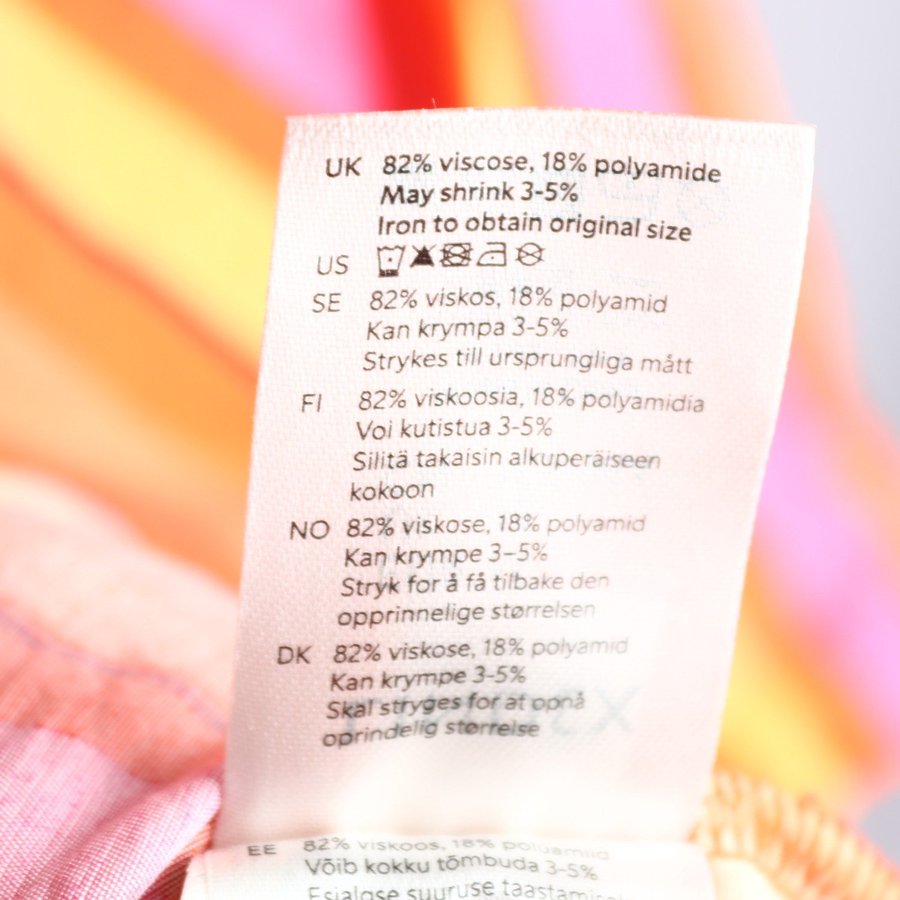 UK 82% viscose, 18% polyamide
May shrink 3-5%
Iron to obtain original size
US
SE 82% viskos, 18% polyamid
Kan krympa 3-5%
Strykes till ursprungliga mått
FI 82% viskoosia, 18% polyamidia
Voi kutistua 3-5%
Silitä takaisin alkuperäiseen
kokoon
NO 82% viskose, 18% polyamid
Kan krympe 3-5%
Stryk for å få tilbake den
opprinnelige størrelsen
DK 82% viskose, 18% polyamid
Kan krympe 3-5%
Skal stryges for at opnå
oprindelig størrelse
EE 82% viskoos, 18% polüamiid
Võib kokku tõmbuda 3-5%
Esialgse suuruse